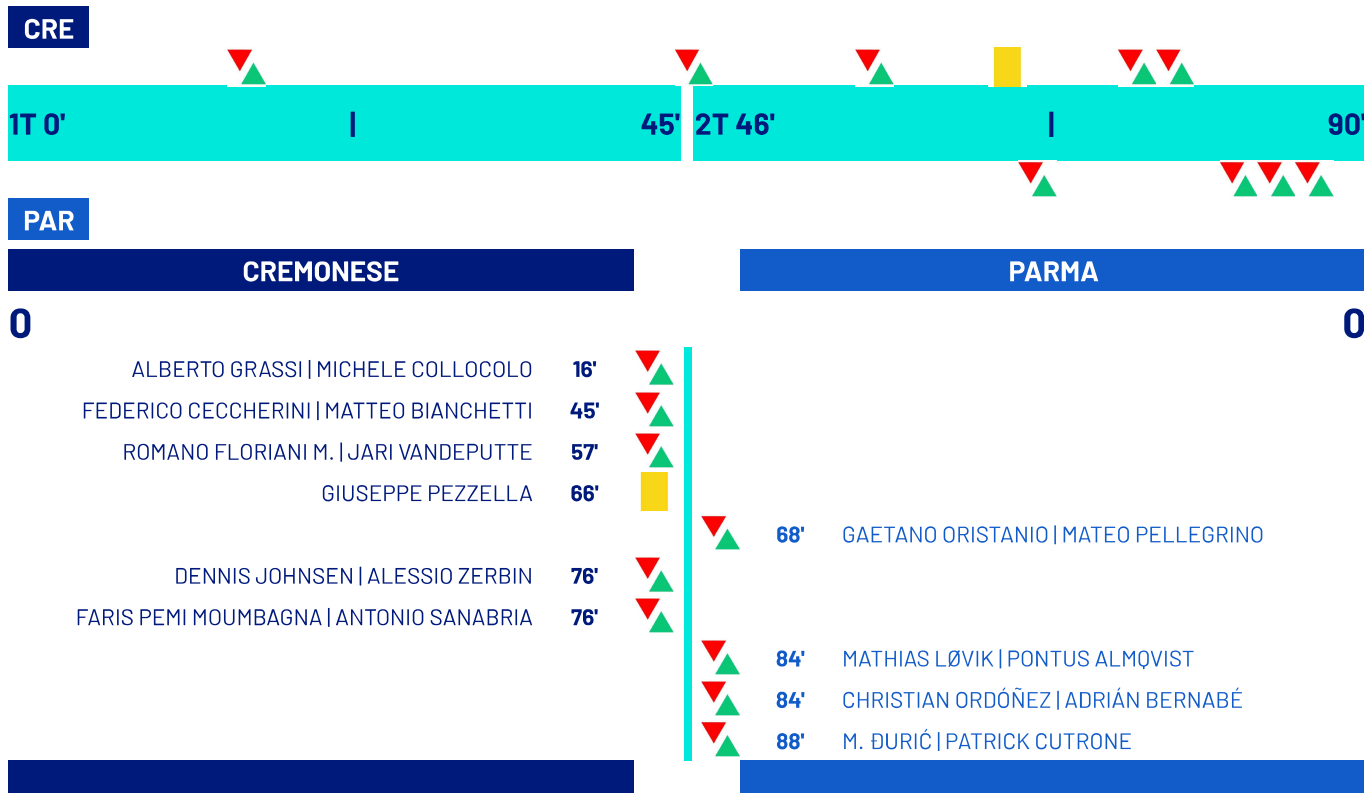 CRE
1T 0' | 45' 2T 46' | 90'
PAR
CREMONESE PARMA
0 0
ALBERTO GRASSI | MICHELE COLLOCOLO 16'
FEDERICO CECCHERINI | MATTEO BIANCHETTI 45'
ROMANO FLORIANI M. | JARI VANDEPUTTE 57'
GIUSEPPE PEZZELLA 66'
68' GAETANO ORISTANIO | MATEO PELLEGRINO
DENNIS JOHNSEN | ALESSIO ZERBIN 76'
FARIS PEMI MOUMBAGNA | ANTONIO SANABRIA 76'
84' MATHIAS LØVIK | PONTUS ALMQVIST
84' CHRISTIAN ORDÓÑEZ | ADRIÁN BERNABÉ
88' M. ĐURIĆ | PATRICK CUTRONE